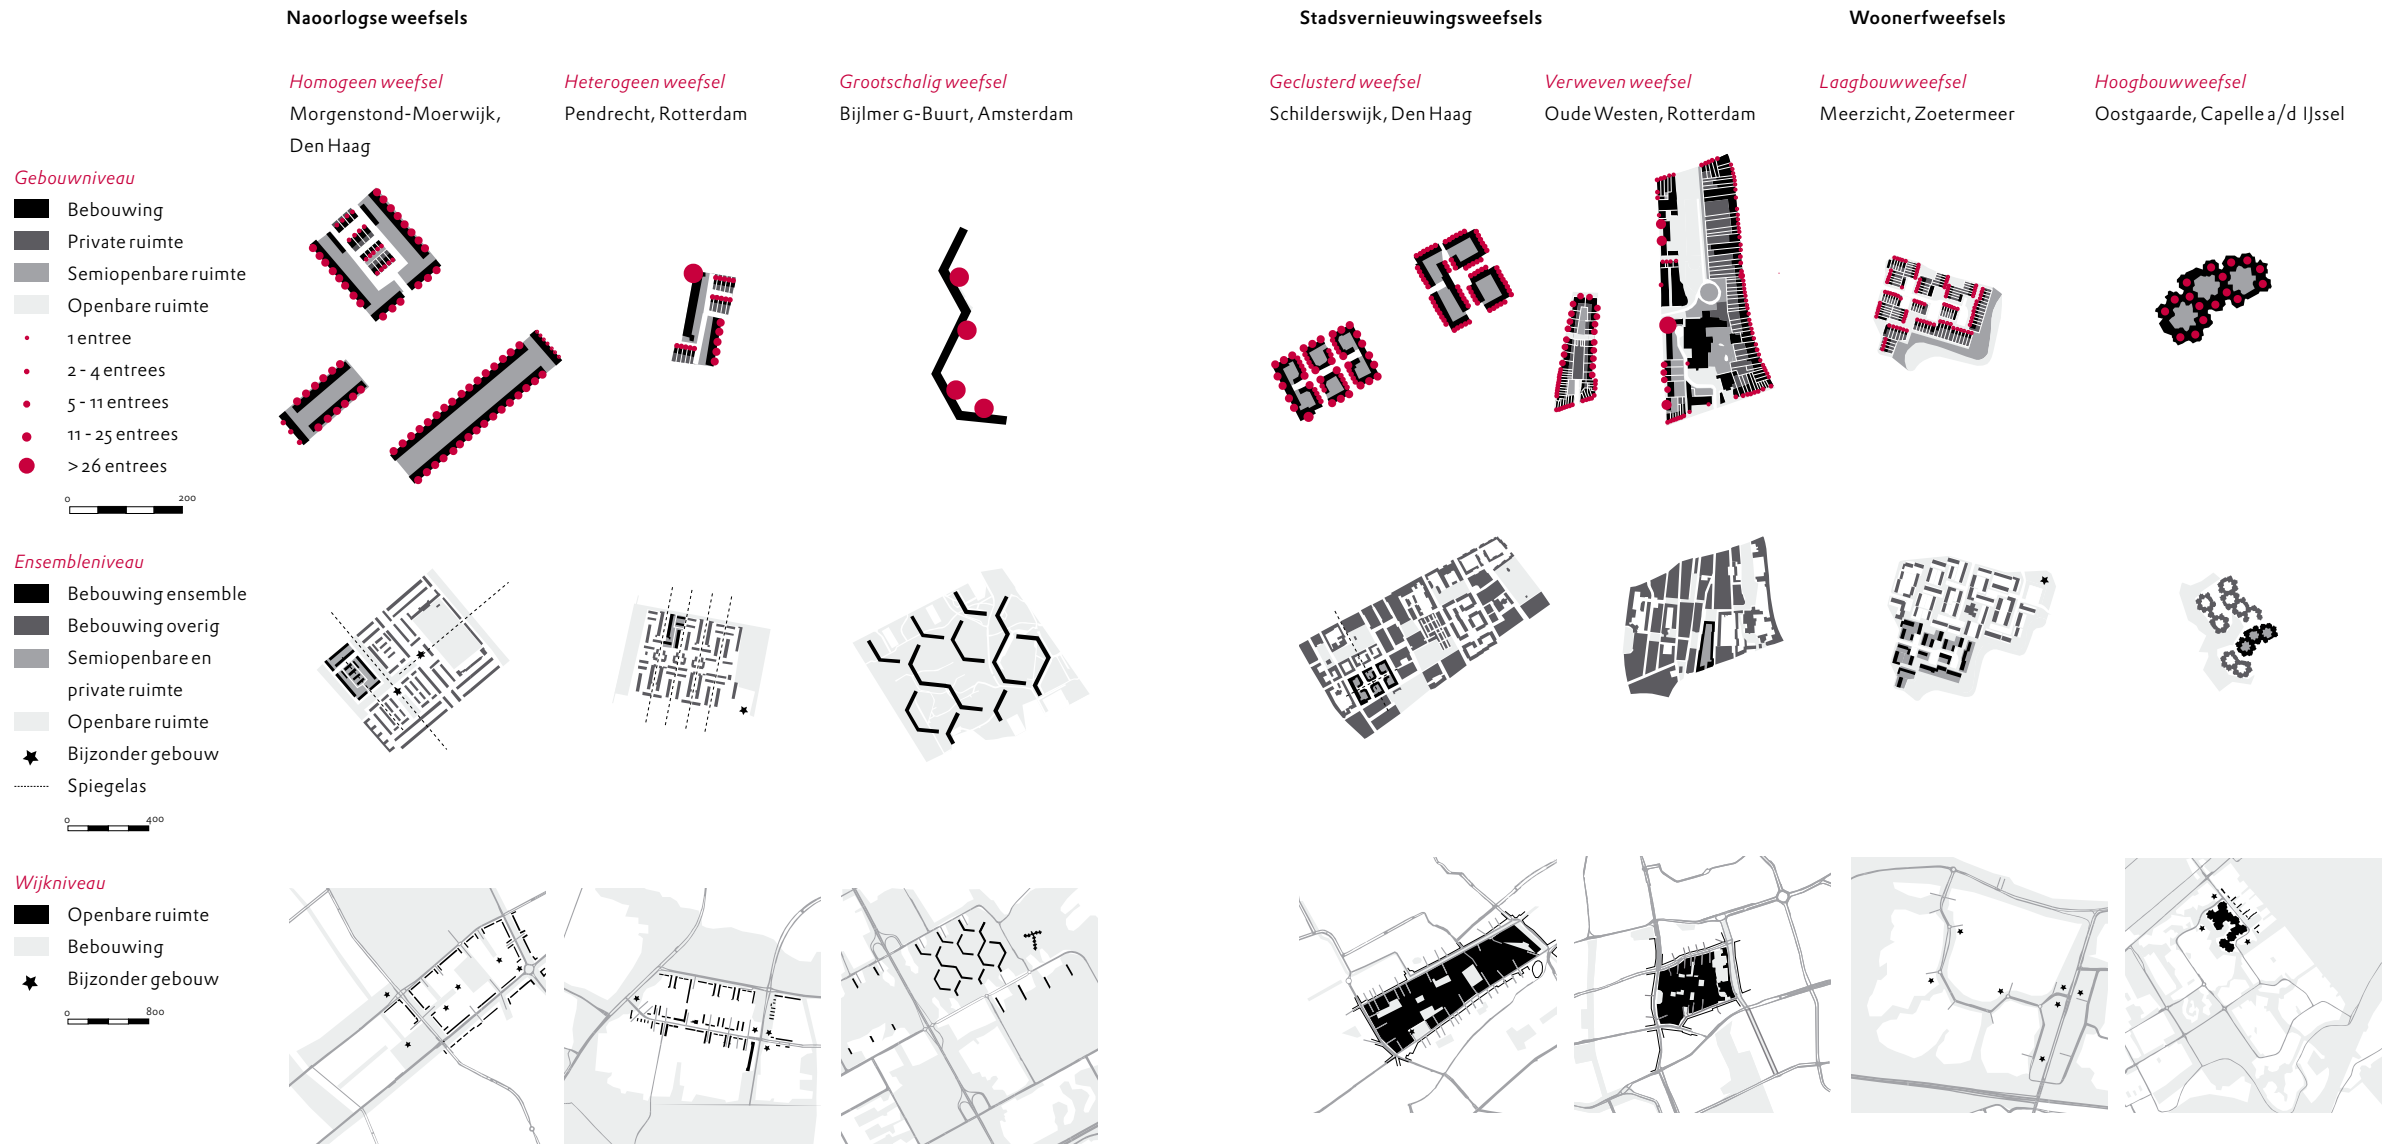 Naoorlogse weefsels
Stadsvernieuwingsweefsels
Woonerfweefsels
Homogeen weefsel
Morgenstond-Moerwijk,
Den Haag
Heterogeen weefsel
Pendrecht, Rotterdam
Grootschalig weefsel
Bijlmer G-Buurt, Amsterdam
Geclusterd weefsel
Schilderswijk, Den Haag
Verweven weefsel
Oude Westen, Rotterdam
Laagbouwweefsel
Meerzicht, Zoetermeer
Hoogbouwweefsel
Oostgaarde, Capelle a/d IJssel
Gebouwniveau
Bebouwing
Private ruimte
Semiopenbare ruimte
Openbare ruimte
1 entree
2 - 4 entrees
5 - 11 entrees
11 - 25 entrees
> 26 entrees
0 200
Ensembleniveau
Bebouwing ensemble
Bebouwing overig
Semiopenbare en
private ruimte
Openbare ruimte
Bijzonder gebouw
Spiegelas
0 400
Wijkniveau
Openbare ruimte
Bebouwing
Bijzonder gebouw
0 800